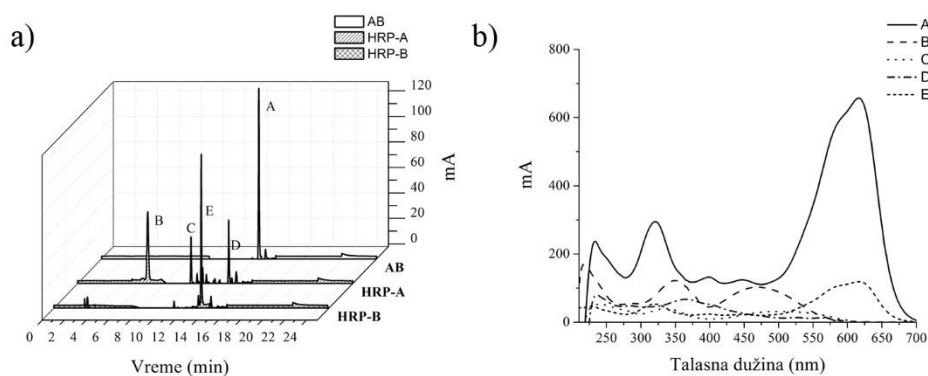 a)
AB
HRP-A
HRP-B
120
100
80
60
40
20
0
mA
A
B
C
E
D
AB
HRP-A
HRP-B
0 2 4 6 8 10 12 14 16 18 20 22 24
Vreme (min)
b)
A
B
C
D
E
800
600
400
200
0
mA
250 300 350 400 450 500 550 600 650 700
Talasna dužina (nm)